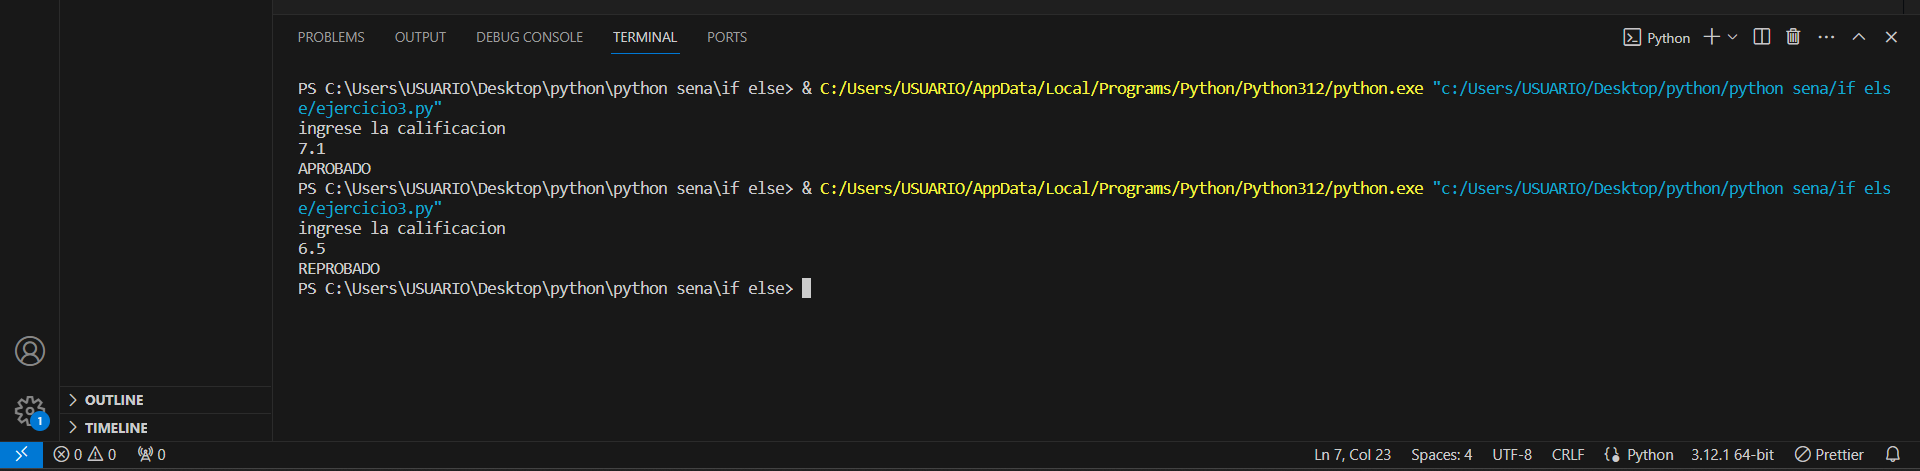 PROBLEMS OUTPUT DEBUG CONSOLE TERMINAL PORTS Python
PS C:\Users\USUARIO\Desktop\python\python sena\if else> & C:/Users/USUARIO/AppData/Local/Programs/Python/Python312/python.exe "c:/Users/USUARIO/Desktop/python/python sena/if els
e/ejercicio3.py"
ingrese la calificacion
7.1
APROBADO
PS C:\Users\USUARIO\Desktop\python\python sena\if else> & C:/Users/USUARIO/AppData/Local/Programs/Python/Python312/python.exe "c:/Users/USUARIO/Desktop/python/python sena/if els
e/ejercicio3.py"
ingrese la calificacion
6.5
REPROBADO
PS C:\Users\USUARIO\Desktop\python\python sena\if else>
OUTLINE
1
TIMELINE
0 0 0 Ln 7, Col 23 Spaces: 4 UTF-8 CRLF Python 3.12.1 64-bit Prettier